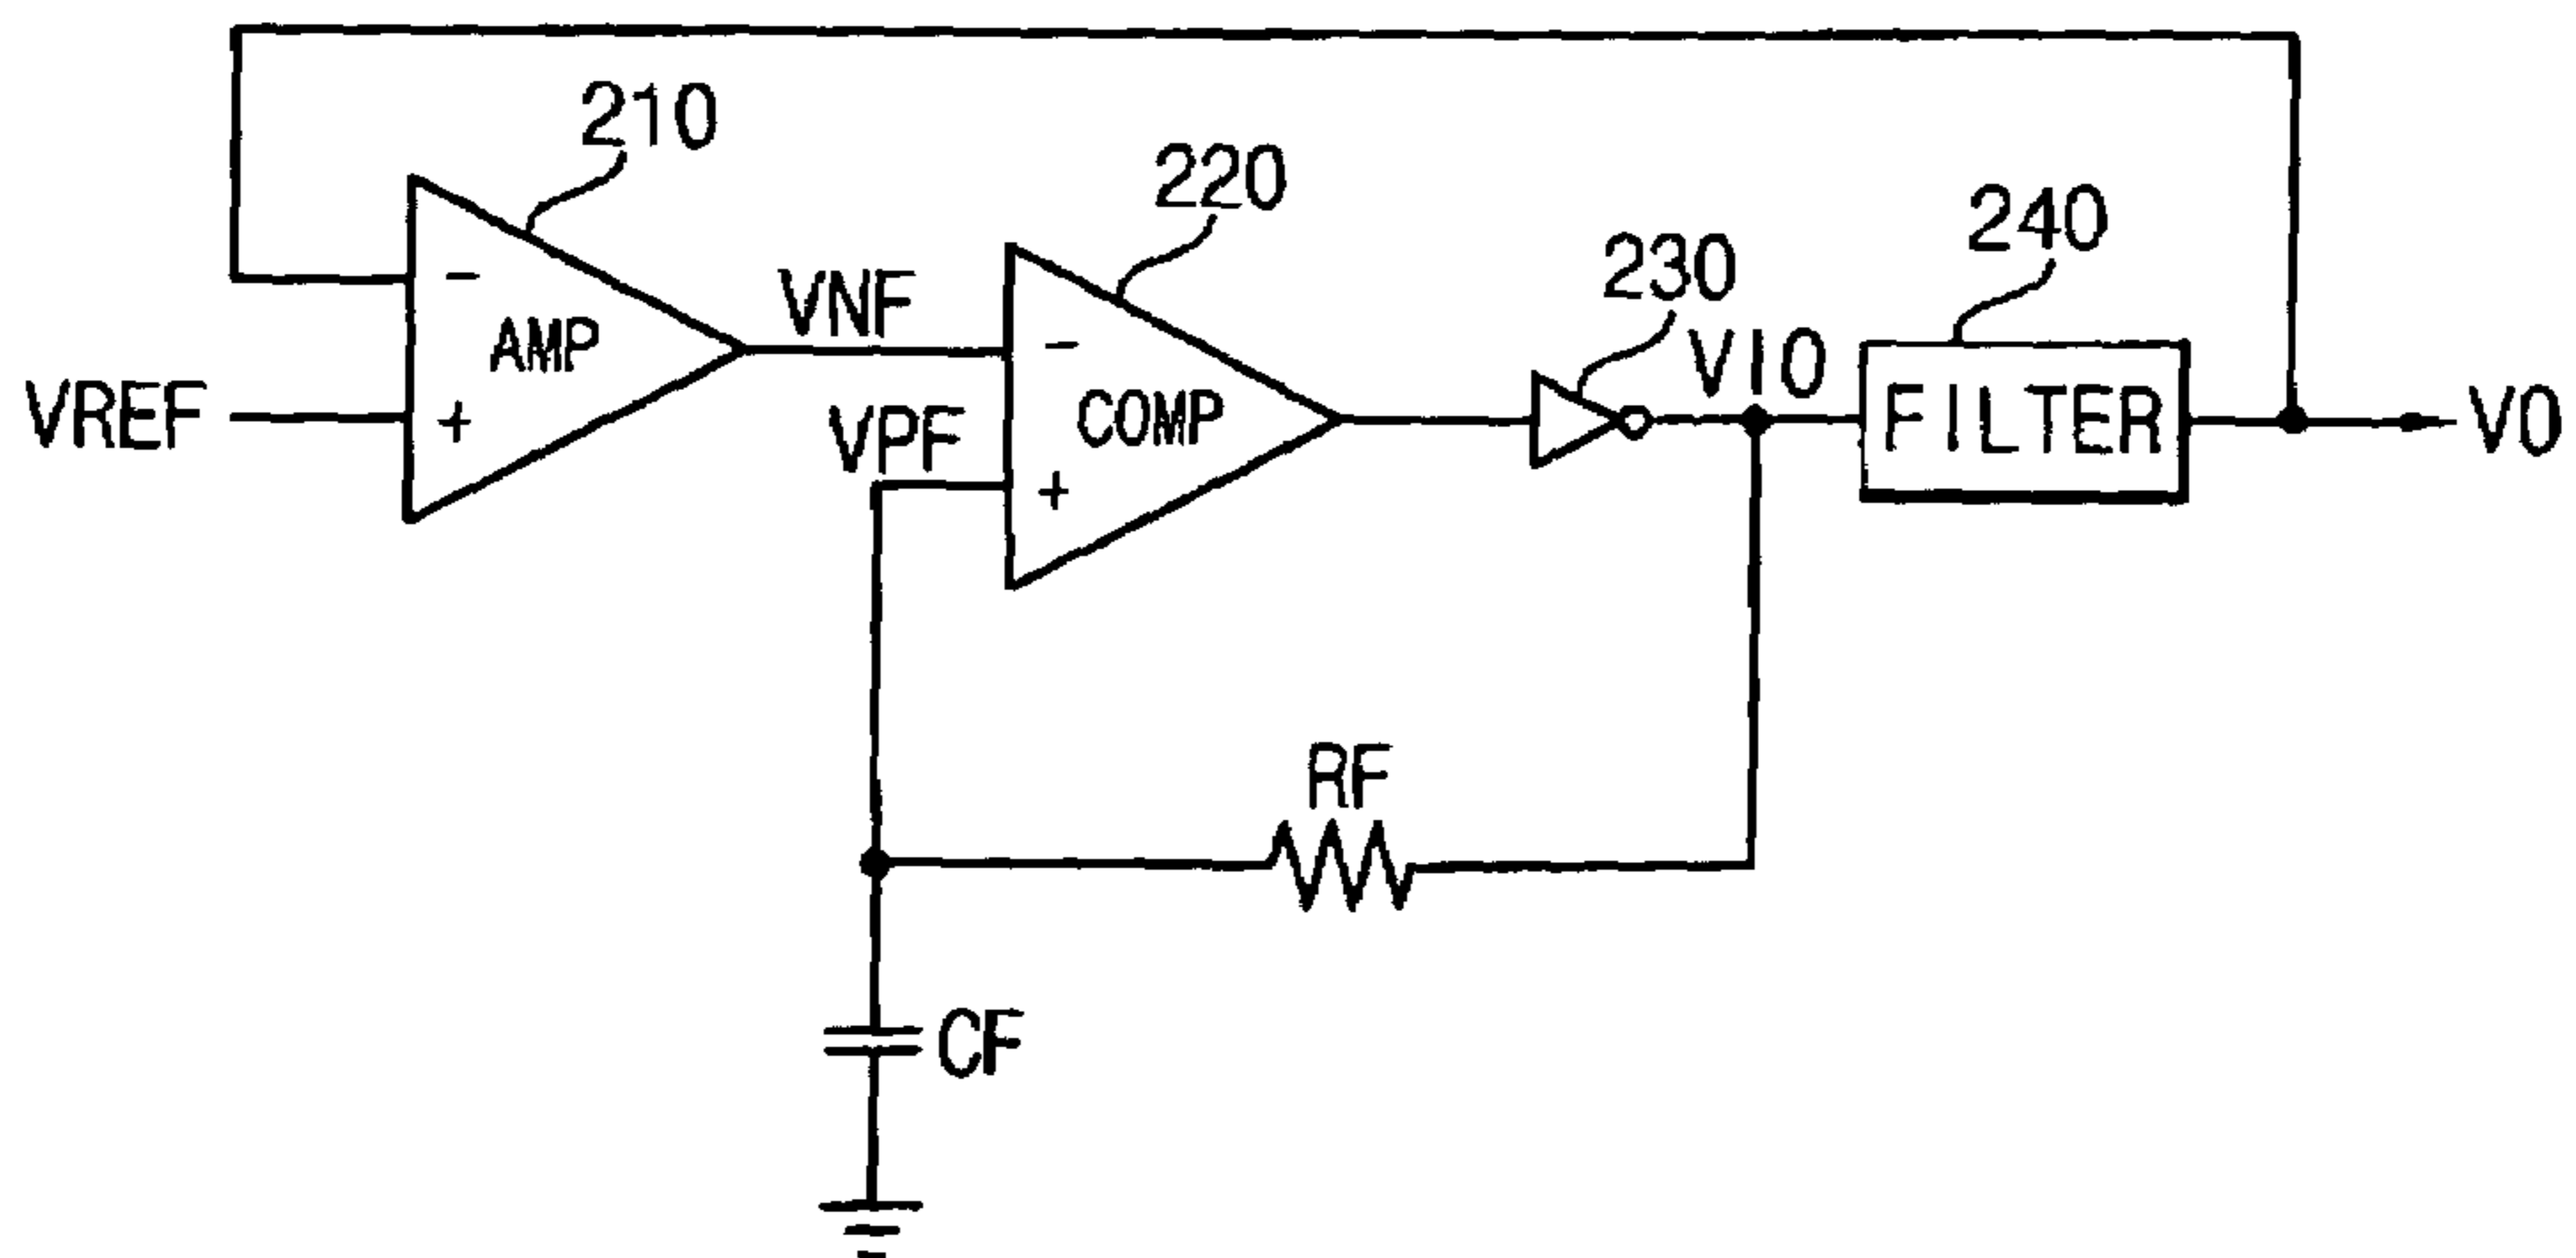 210
220
230
240
-
AMP
+
VREF
VNF
VPF
-
COMP
+
VIO
FILTER
VO
RF
CF